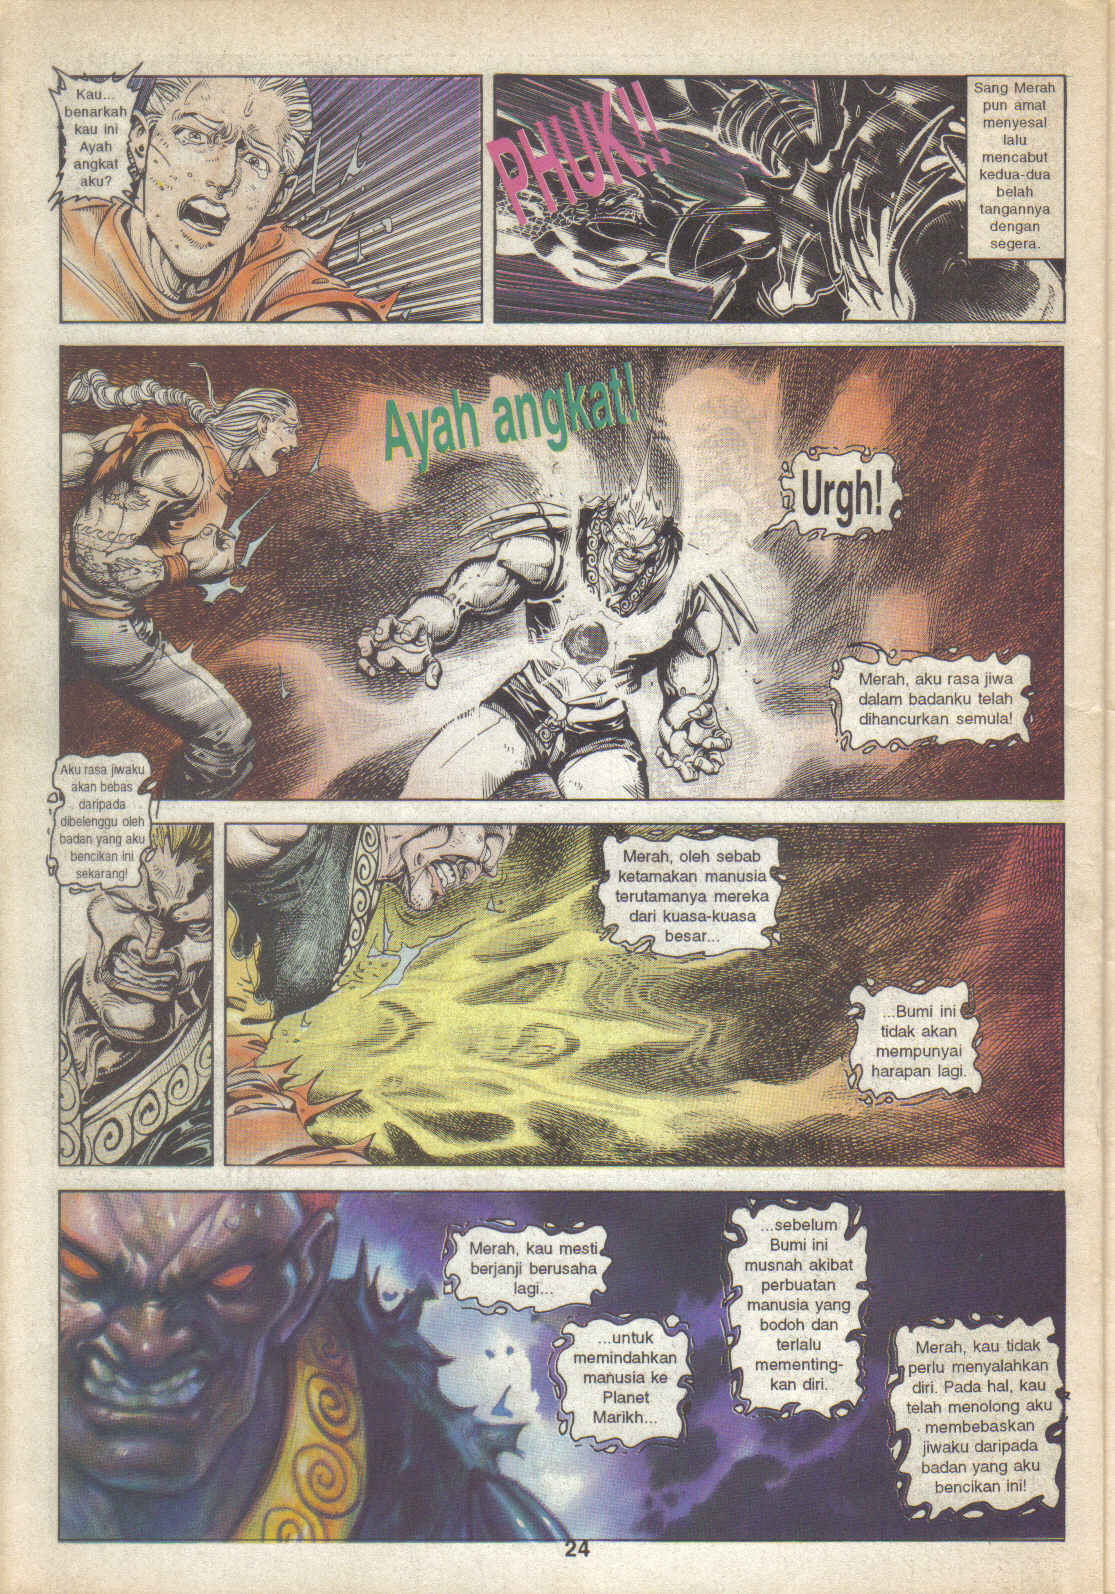 Kau...
benarkah
kau ini
Ayah
angkat
aku?
PHUK!!
Sang Merah
pun amat
menyesal
lalu
mencabut
kedua-dua
belah
tangannya
dengan
segera.
Ayah angkat!
Urgh!
Merah, aku rasa jiwa
dalam badanku telah
dihancurkan semula!
Aku rasa jiwaku
akan bebas
daripada
dibelenggu oleh
badan yang aku
bencikan ini
sekarang!
Merah, oleh sebab
ketamakan manusia
terutamanya mereka
dari kuasa-kuasa
besar...
...Bumi ini
tidak akan
mempunyai
harapan lagi.
Merah, kau mesti
berjanji berusaha
lagi...
...untuk
memindahkan
manusia ke
Planet
Marikh...
...sebelum
Bumi ini
musnah akibat
perbuatan
manusia yang
bodoh dan
terlalu
mementing-
kan diri.
Merah, kau tidak
perlu menyalahkan
diri. Pada hal, kau
telah menolong aku
membebaskan
jiwaku daripada
badan yang aku
bencikan ini!
24